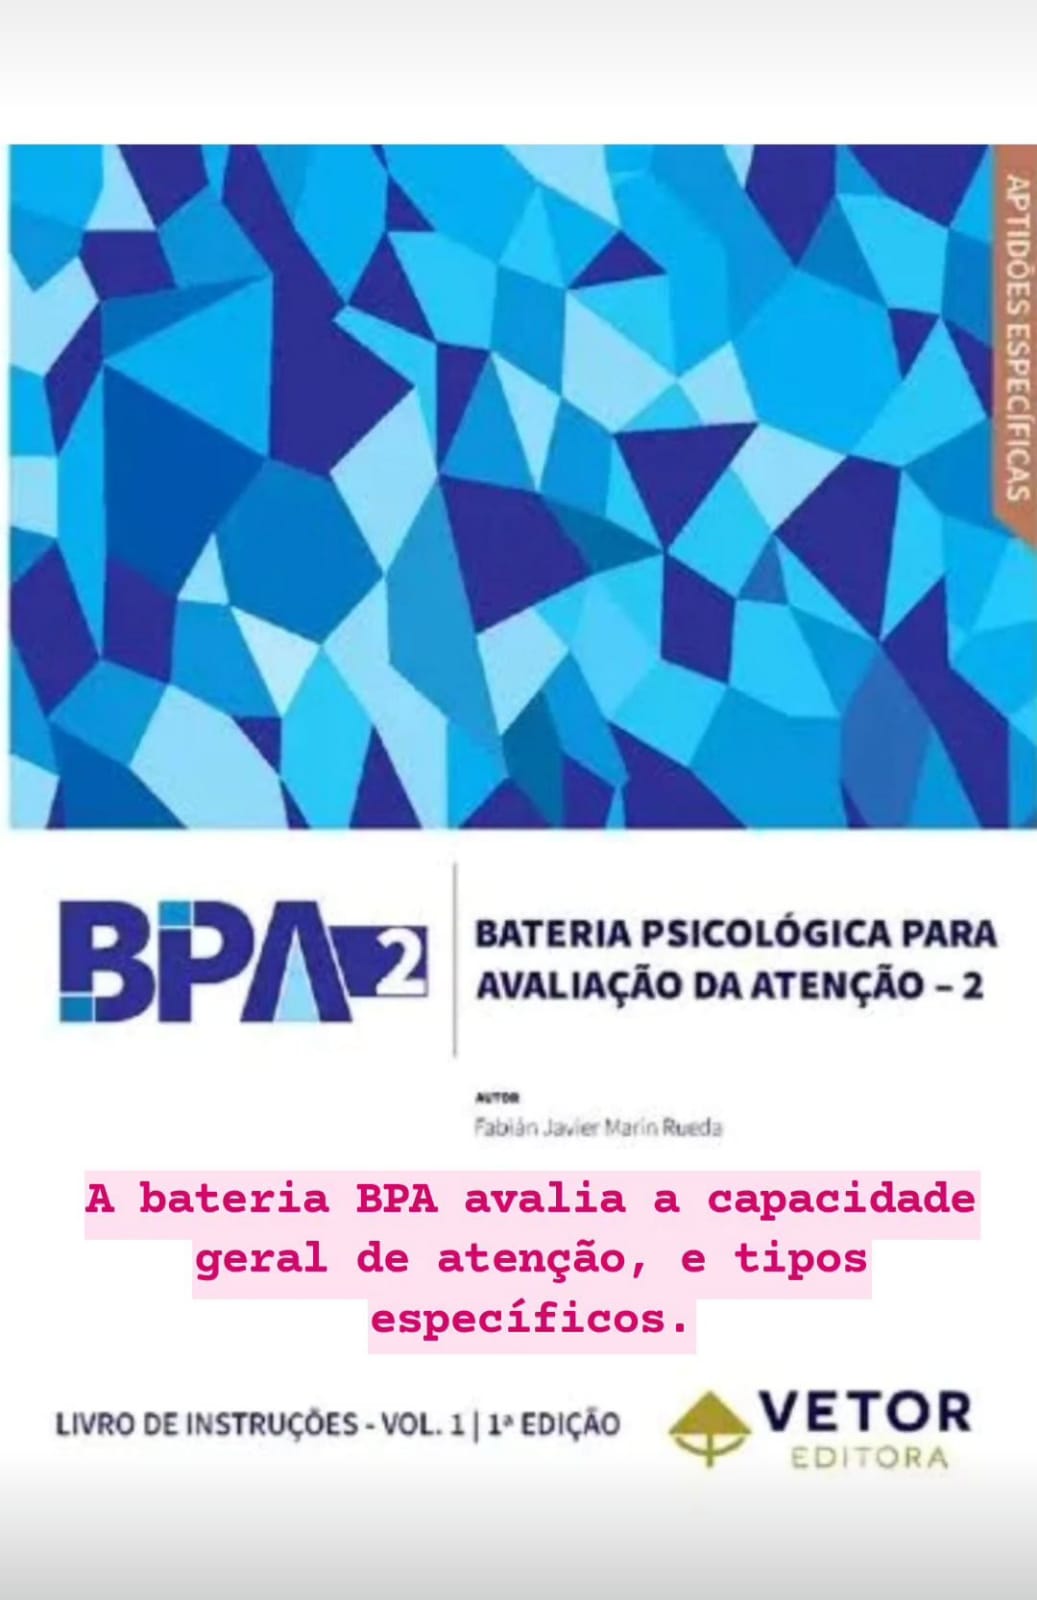 APTIDÕES ESPECÍFICAS
BPA 2
BATERIA PSICOLÓGICA PARA
AVALIAÇÃO DA ATENÇÃO – 2
AUTOR
Fabián Javier Marín Rueda
A bateria BPA avalia a capacidade
geral de atenção, e tipos
específicos.
LIVRO DE INSTRUÇÕES - VOL. 1 | 1ª EDIÇÃO
VETOR
EDITORA